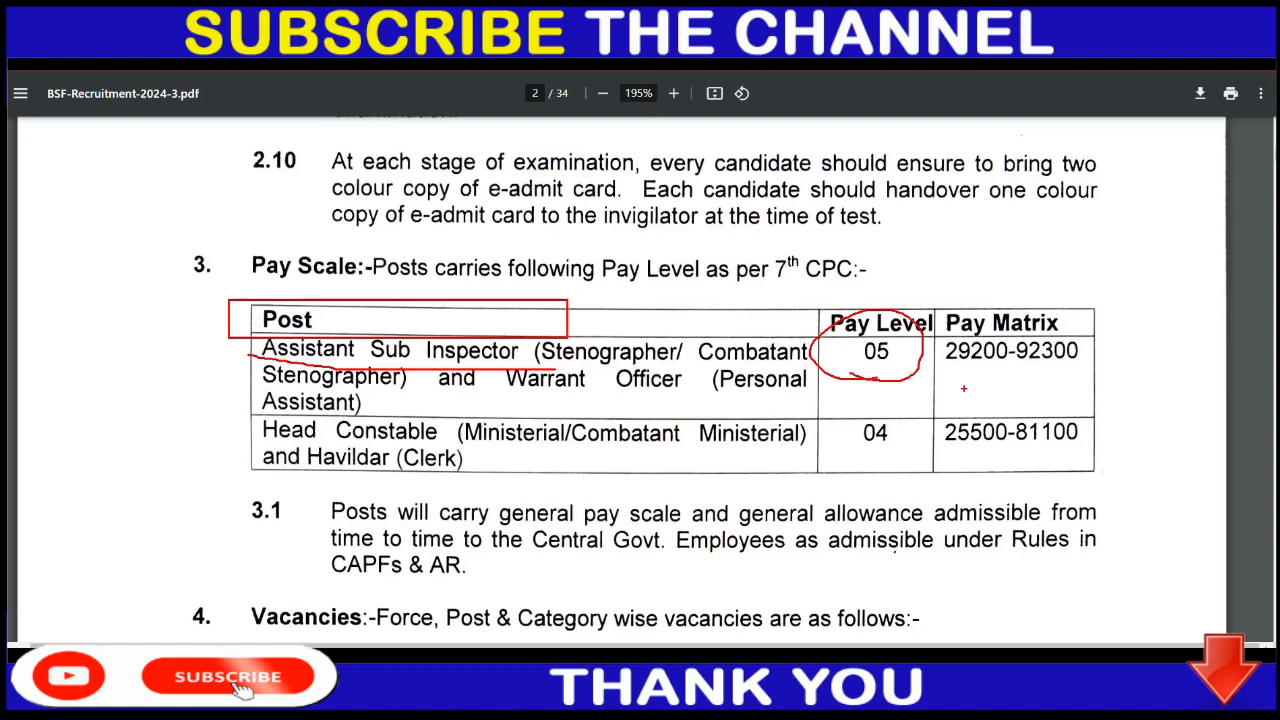 SUBSCRIBE THE CHANNEL
BSF-Recruitment-2024-3.pdf
2 / 34
195%
2.10 At each stage of examination, every candidate should ensure to bring two
colour copy of e-admit card. Each candidate should handover one colour
copy of e-admit card to the invigilator at the time of test.
3. Pay Scale:-Posts carries following Pay Level as per 7th CPC:-
Post Pay Level Pay Matrix
Assistant Sub Inspector (Stenographer/ Combatant 05 29200-92300
Stenographer) and Warrant Officer (Personal
Assistant)
Head Constable (Ministerial/Combatant Ministerial) 04 25500-81100
and Havildar (Clerk)
3.1 Posts will carry general pay scale and general allowance admissible from
time to time to the Central Govt. Employees as admissible under Rules in
CAPFs & AR.
4. Vacancies:-Force, Post & Category wise vacancies are as follows:-
SUBSCRIBE
THANK YOU